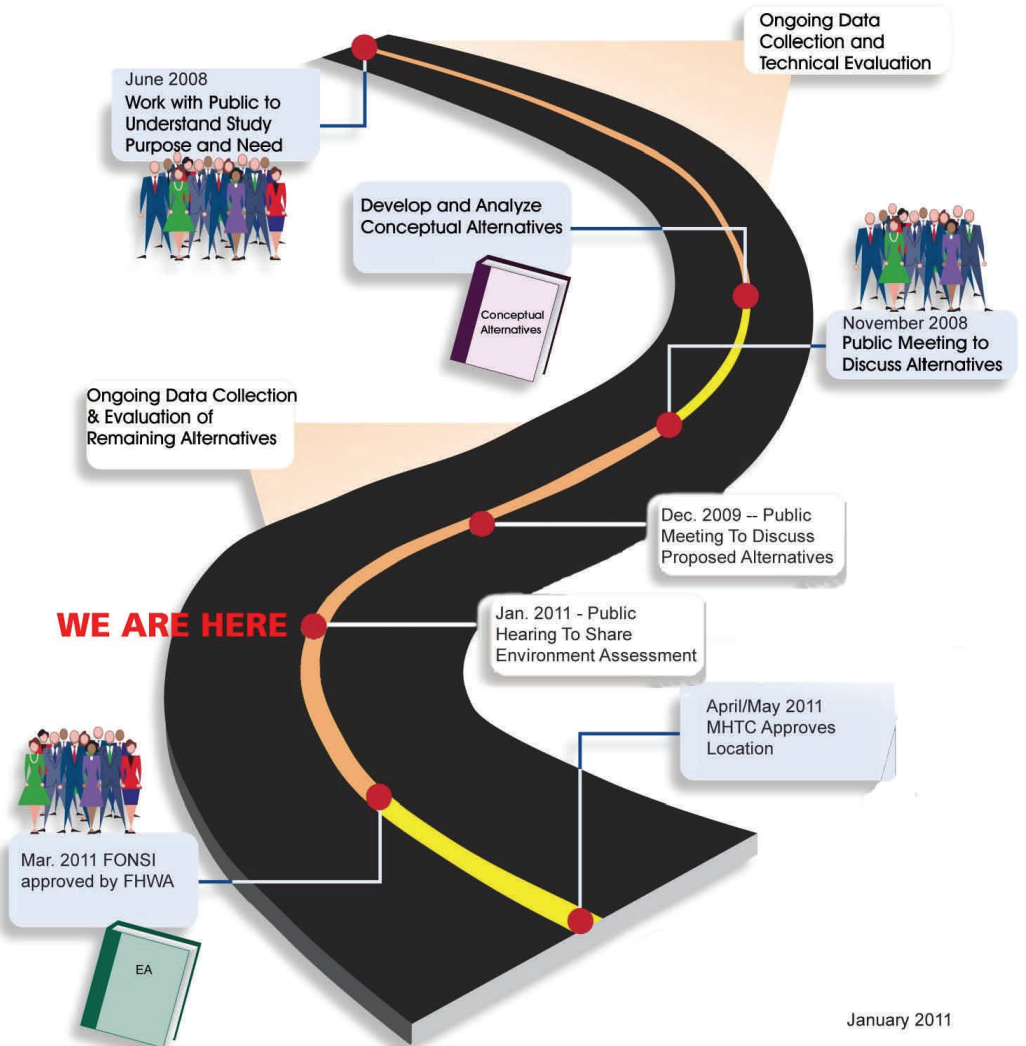 Ongoing Data
Collection and
Technical Evaluation
June 2008
Work with Public to
Understand Study
Purpose and Need
Develop and Analyze
Conceptual Alternatives
Conceptual
Alternatives
November 2008
Public Meeting to
Discuss Alternatives
Ongoing Data Collection
& Evaluation of
Remaining Alternatives
Dec. 2009 -- Public
Meeting To Discuss
Proposed Alternatives
WE ARE HERE
Jan. 2011 - Public
Hearing To Share
Environment Assessment
April/May 2011
MHTC Approves
Location
Mar. 2011 FONSI
approved by FHWA
EA
January 2011